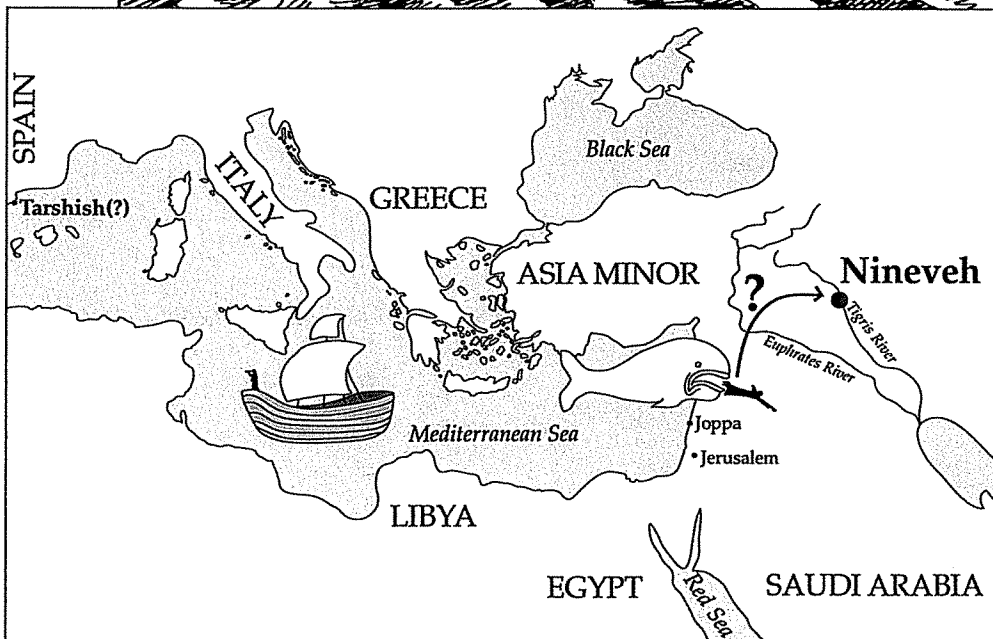 SPAIN
Black Sea
ITALY
GREECE
Tarshish(?)
ASIA MINOR
?
Nineveh
Tigris River
Euphrates River
Mediterranean Sea
•Joppa
•Jerusalem
LIBYA
EGYPT
Red Sea
SAUDI ARABIA